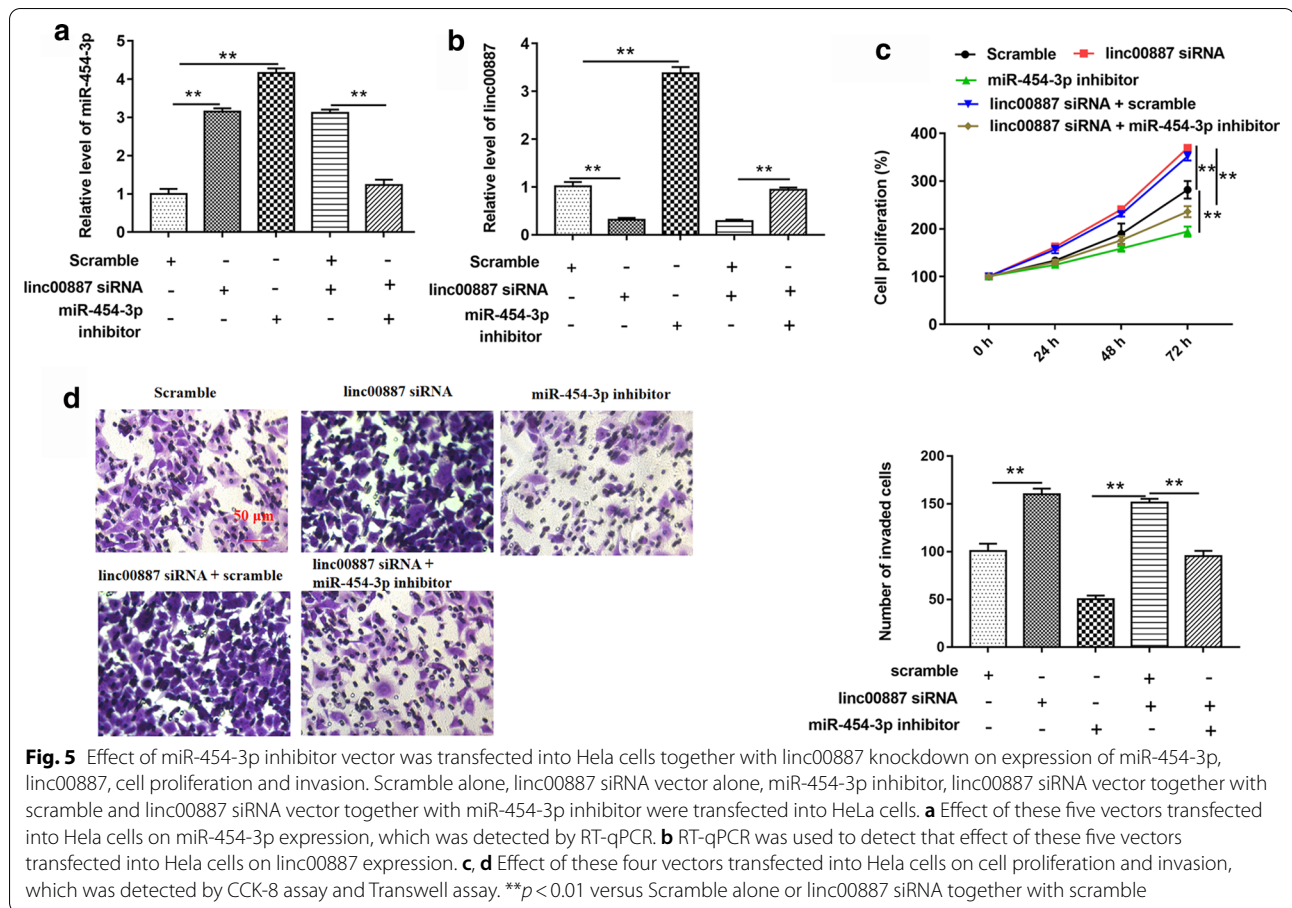 a
Relative level of miR-454-3p
5
4
3
2
1
0
**
**
**
Scramble + - - + -
linc00887 siRNA - + - + +
miR-454-3p inhibitor - - + - +
b
Relative level of linc00887
4
3
2
1
0
**
**
**
Scramble + - - + -
linc00887 siRNA - + - + +
miR-454-3p inhibitor - - + - +
c
Scramble
linc00887 siRNA
miR-454-3p inhibitor
linc00887 siRNA + scramble
linc00887 siRNA + miR-454-3p inhibitor
Cell proliferation (%)
400
300
200
100
0
0 h
24 h
48 h
72 h
**
**
**
d
Scramble
linc00887 siRNA
miR-454-3p inhibitor
50 μm
linc00887 siRNA + scramble
linc00887 siRNA +
miR-454-3p inhibitor
Number of invaded cells
200
150
100
50
0
**
**
**
scramble + - - + -
linc00887 siRNA - + - + +
miR-454-3p inhibitor - - + - +
Fig. 5 Effect of miR-454-3p inhibitor vector was transfected into Hela cells together with linc00887 knockdown on expression of miR-454-3p,
linc00887, cell proliferation and invasion. Scramble alone, linc00887 siRNA vector alone, miR-454-3p inhibitor, linc00887 siRNA vector together with
scramble and linc00887 siRNA vector together with miR-454-3p inhibitor were transfected into HeLa cells. a Effect of these five vectors transfected
into Hela cells on miR-454-3p expression, which was detected by RT-qPCR. b RT-qPCR was used to detect that effect of these five vectors
transfected into Hela cells on linc00887 expression. c, d Effect of these four vectors transfected into Hela cells on cell proliferation and invasion,
which was detected by CCK-8 assay and Transwell assay. **p < 0.01 versus Scramble alone or linc00887 siRNA together with scramble